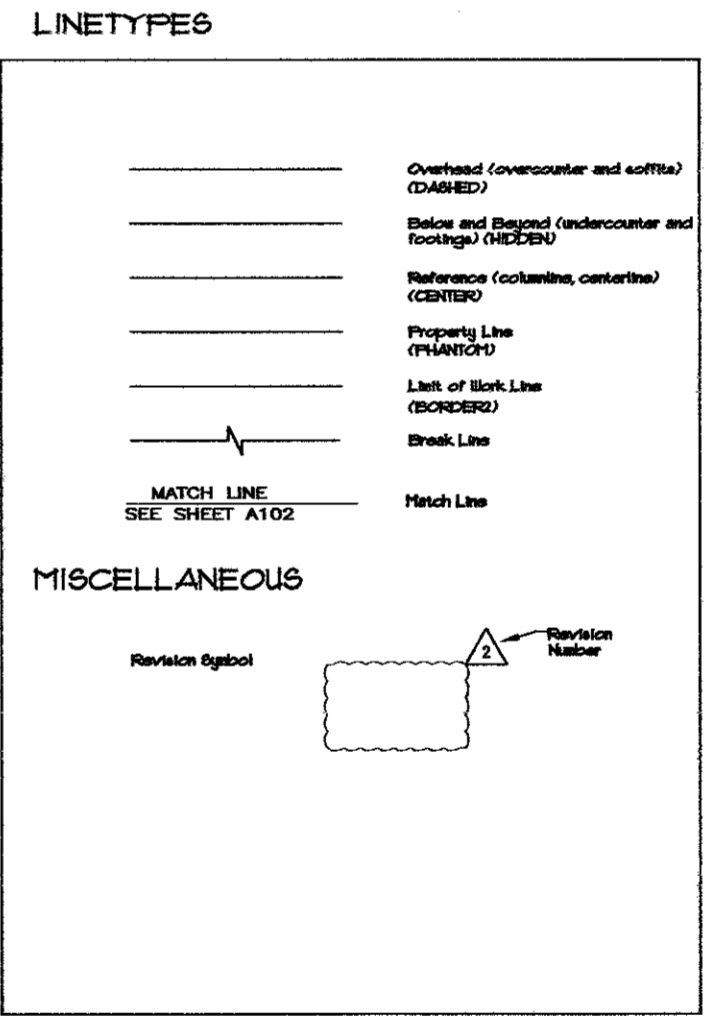 LINETYPES
Overhead (overcounter and soffits)
(DASHED)
Below and Beyond (undercounter and
footings) (HIDDEN)
Reference (columnline, centerline)
(CENTER)
Property Line
(PHANTOM)
Limit of Work Line
(BORDER2)
Break Line
MATCH LINE
SEE SHEET A102
Match Line
MISCELLANEOUS
Revision Symbol
2
Revision
Number